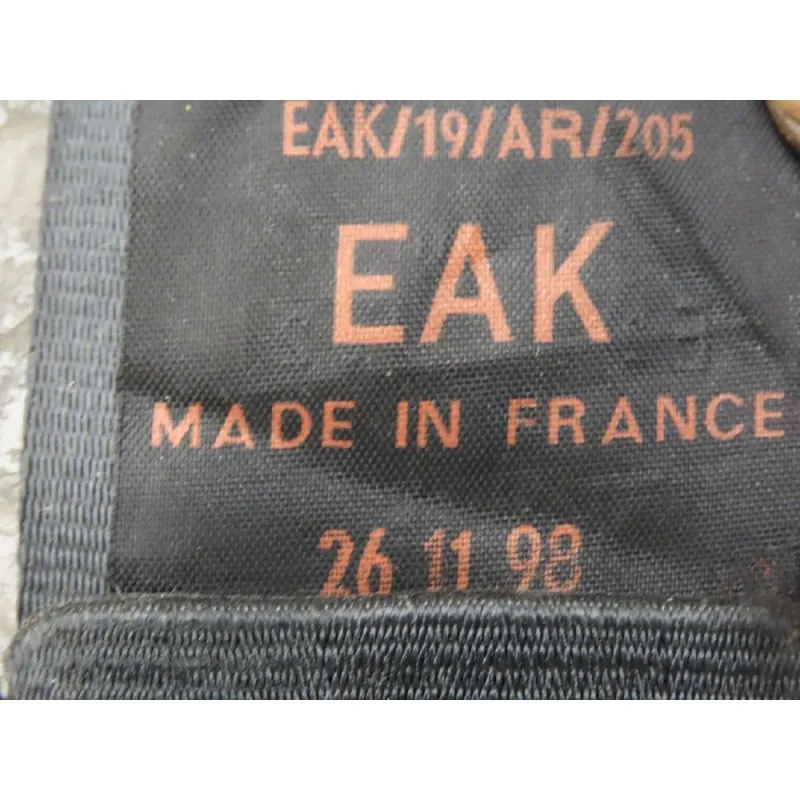 EAK/19/AR/205
EAK
MADE IN FRANCE
26 11 98